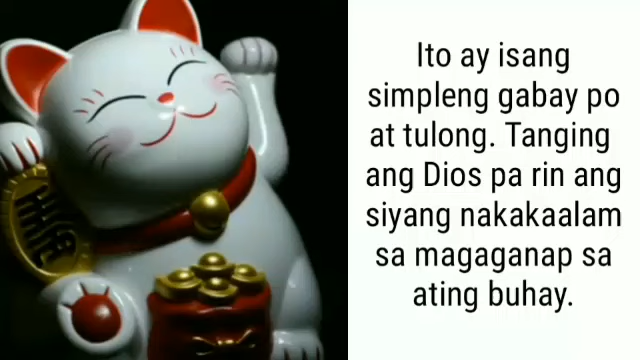 Ito ay isang
simpleng gabay po
at tulong. Tanging
ang Dios pa rin ang
siyang nakakaalam
sa magaganap sa
ating buhay.